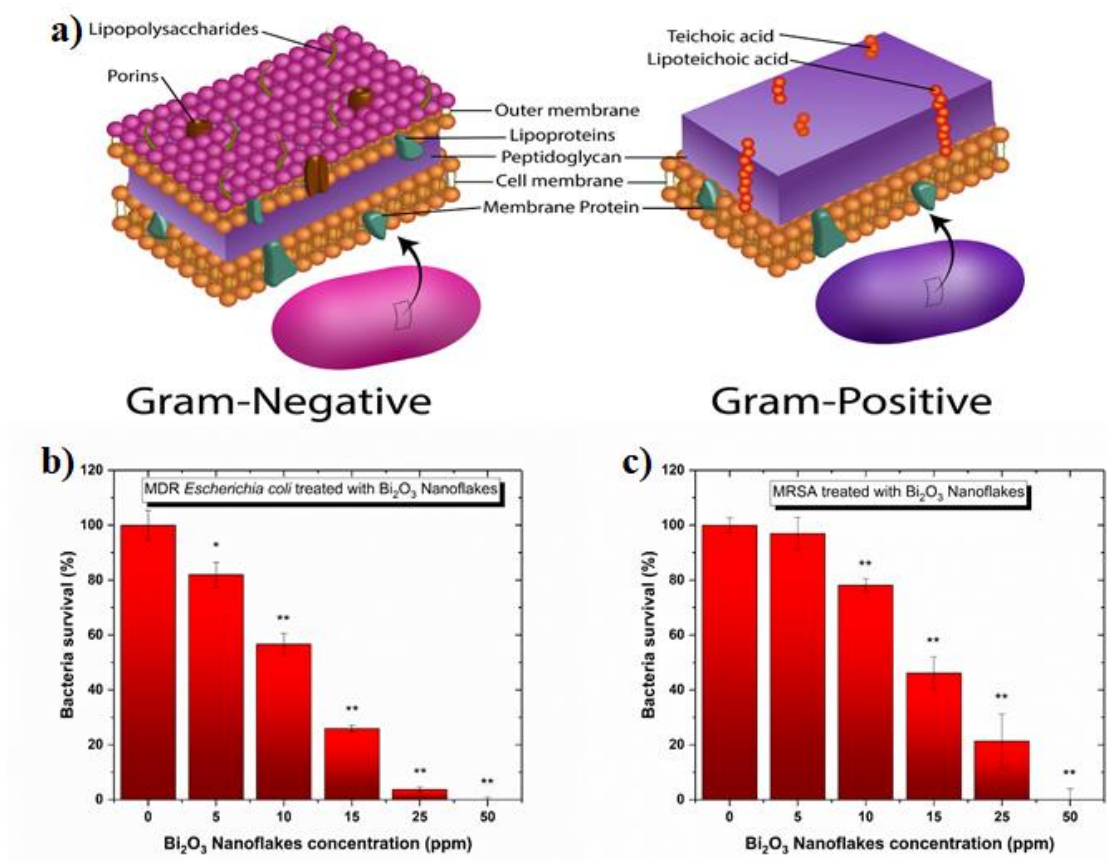 a)
Lipopolysaccharides
Porins
Outer membrane
Lipoproteins
Peptidoglycan
Cell membrane
Membrane Protein
Teichoic acid
Lipoteichoic acid
Gram-Negative
Gram-Positive
b)
MDR Escherichia coli treated with Bi₂O₃ Nanoflakes
Bacteria survival (%)
120
100
80
60
40
20
0
*
**
**
**
**
0 5 10 15 25 50
Bi₂O₃ Nanoflakes concentration (ppm)
c)
MRSA treated with Bi₂O₃ Nanoflakes
Bacteria survival (%)
120
100
80
60
40
20
0
**
**
**
**
0 5 10 15 25 50
Bi₂O₃ Nanoflakes concentration (ppm)